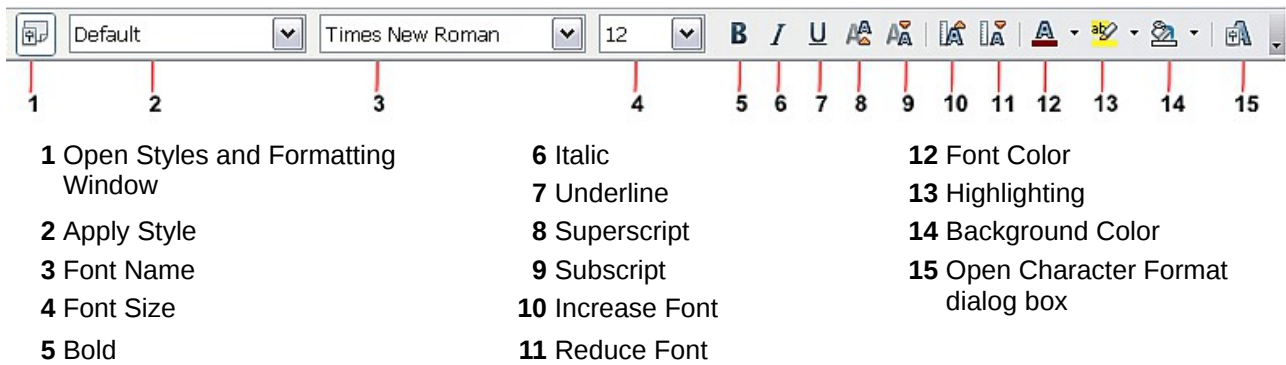 Default Times New Roman 12 B I U A A A A A ab A
1 2 3 4 5 6 7 8 9 10 11 12 13 14 15
1 Open Styles and Formatting
Window
2 Apply Style
3 Font Name
4 Font Size
5 Bold
6 Italic
7 Underline
8 Superscript
9 Subscript
10 Increase Font
11 Reduce Font
12 Font Color
13 Highlighting
14 Background Color
15 Open Character Format
dialog box